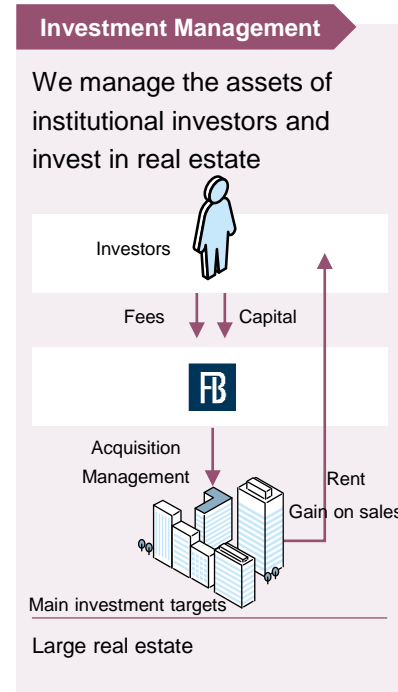 Investment Management
We manage the assets of
institutional investors and
invest in real estate
Investors
Fees
Capital
FB
Acquisition
Management
Rent
Gain on sales
Main investment targets
Large real estate